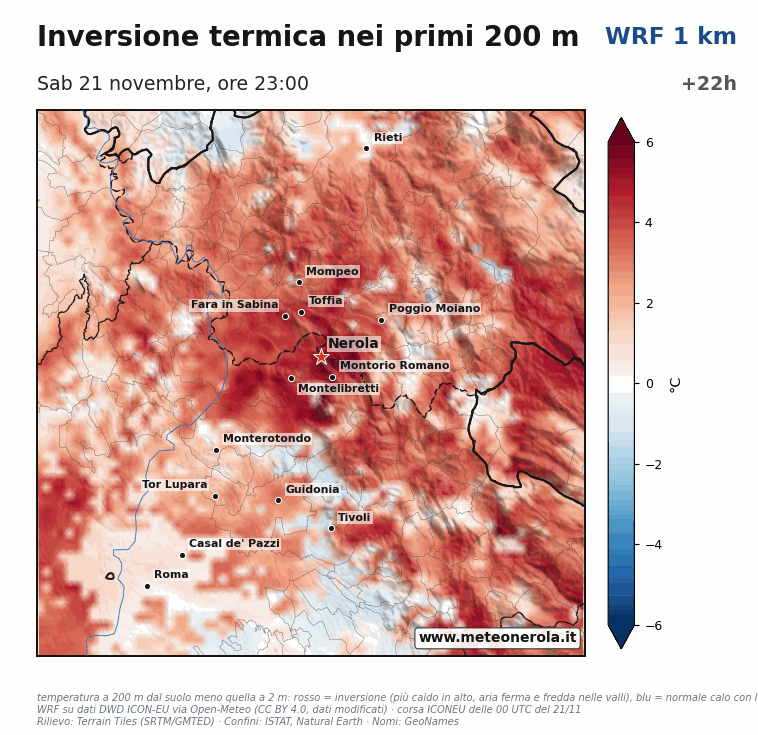 Inversione termica nei primi 200 m WRF 1 km
Sab 21 novembre, ore 23:00 +22h
Rieti
Mompeo
Fara in Sabina Toffia
Poggio Moiano
Nerola
Montorio Romano
Montelibretti
Monterotondo
Tor Lupara
Guidonia
Tivoli
Casal de' Pazzi
Roma
www.meteonerola.it
6
4
2
0
−2
−4
−6
°C
temperatura a 200 m dal suolo meno quella a 2 m: rosso = inversione (più caldo in alto, aria ferma e fredda nelle valli), blu = normale calo con l
WRF su dati DWD ICON-EU via Open-Meteo (CC BY 4.0, dati modificati) · corsa ICONEU delle 00 UTC del 21/11
Rilievo: Terrain Tiles (SRTM/GMTED) · Confini: ISTAT, Natural Earth · Nomi: GeoNames